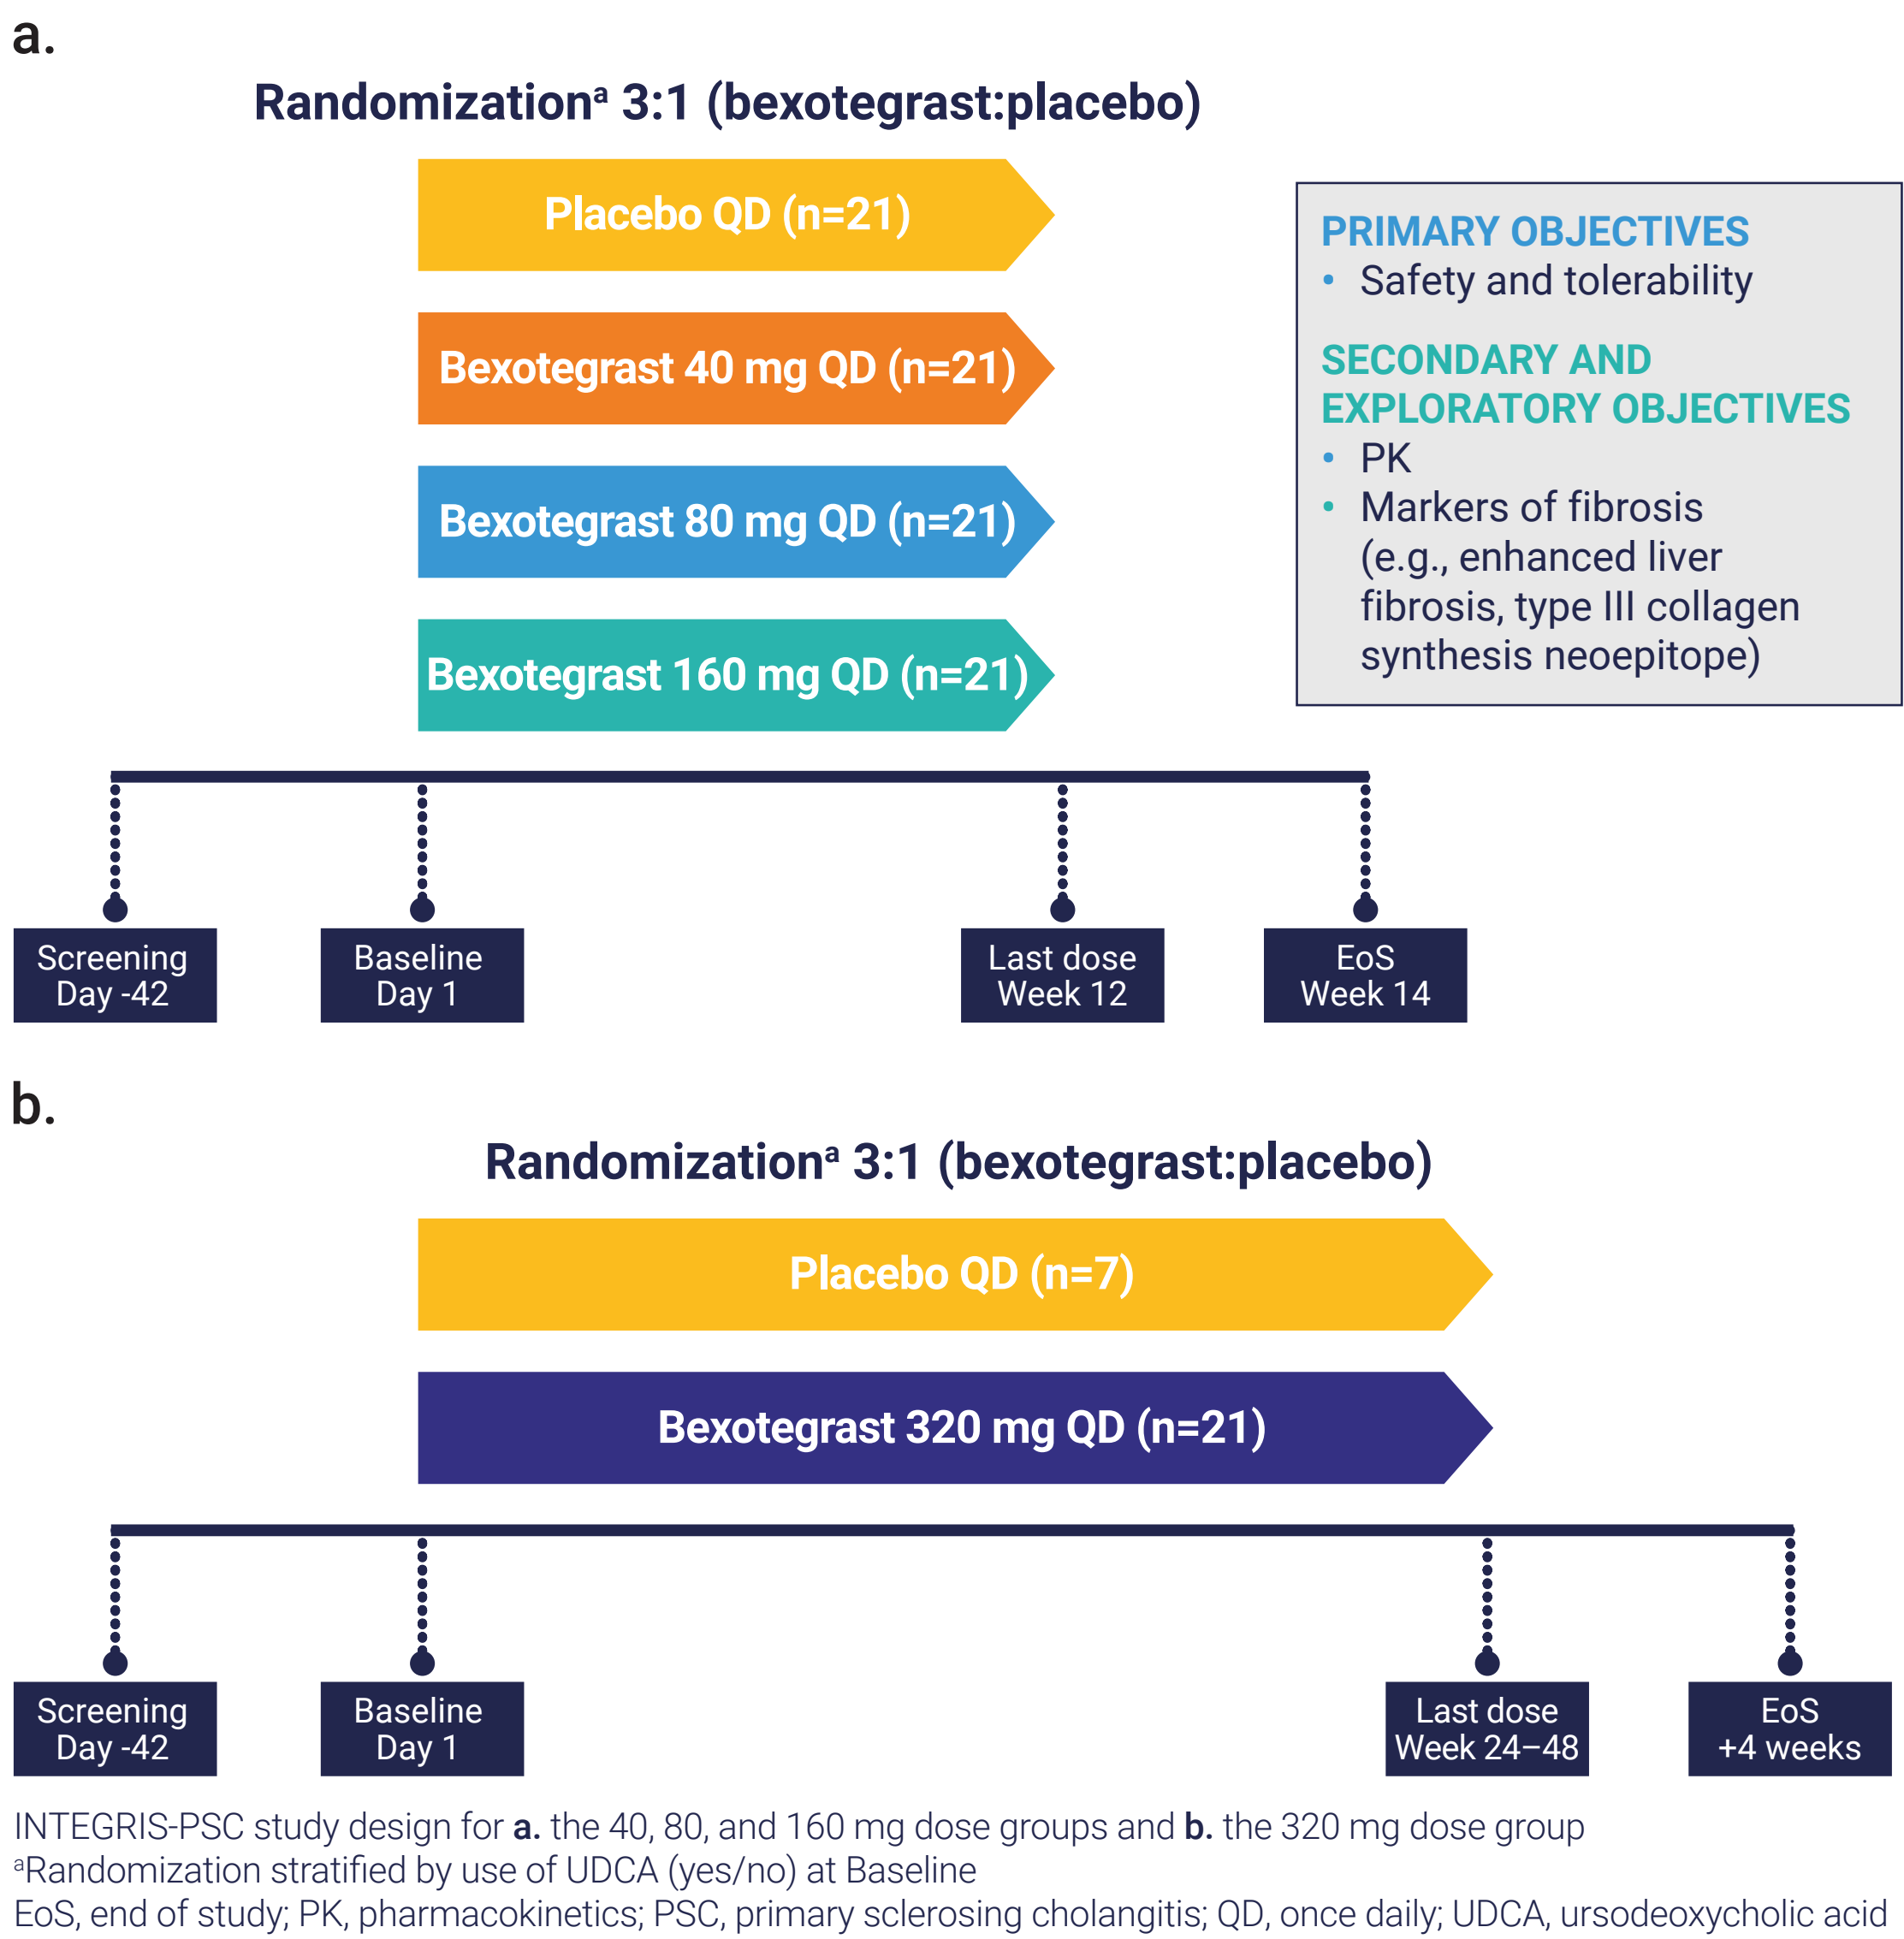 a.
Randomizationᵃ 3:1 (bexotegrast:placebo)
Placebo QD (n=21)
Bexotegrast 40 mg QD (n=21)
Bexotegrast 80 mg QD (n=21)
Bexotegrast 160 mg QD (n=21)
PRIMARY OBJECTIVES
• Safety and tolerability
SECONDARY AND
EXPLORATORY OBJECTIVES
• PK
• Markers of fibrosis
(e.g., enhanced liver
fibrosis, type III collagen
synthesis neoepitope)
Screening
Day -42
Baseline
Day 1
Last dose
Week 12
EoS
Week 14
b.
Randomizationᵃ 3:1 (bexotegrast:placebo)
Placebo QD (n=7)
Bexotegrast 320 mg QD (n=21)
Screening
Day -42
Baseline
Day 1
Last dose
Week 24–48
EoS
+4 weeks
INTEGRIS-PSC study design for a. the 40, 80, and 160 mg dose groups and b. the 320 mg dose group
ᵃRandomization stratified by use of UDCA (yes/no) at Baseline
EoS, end of study; PK, pharmacokinetics; PSC, primary sclerosing cholangitis; QD, once daily; UDCA, ursodeoxycholic acid